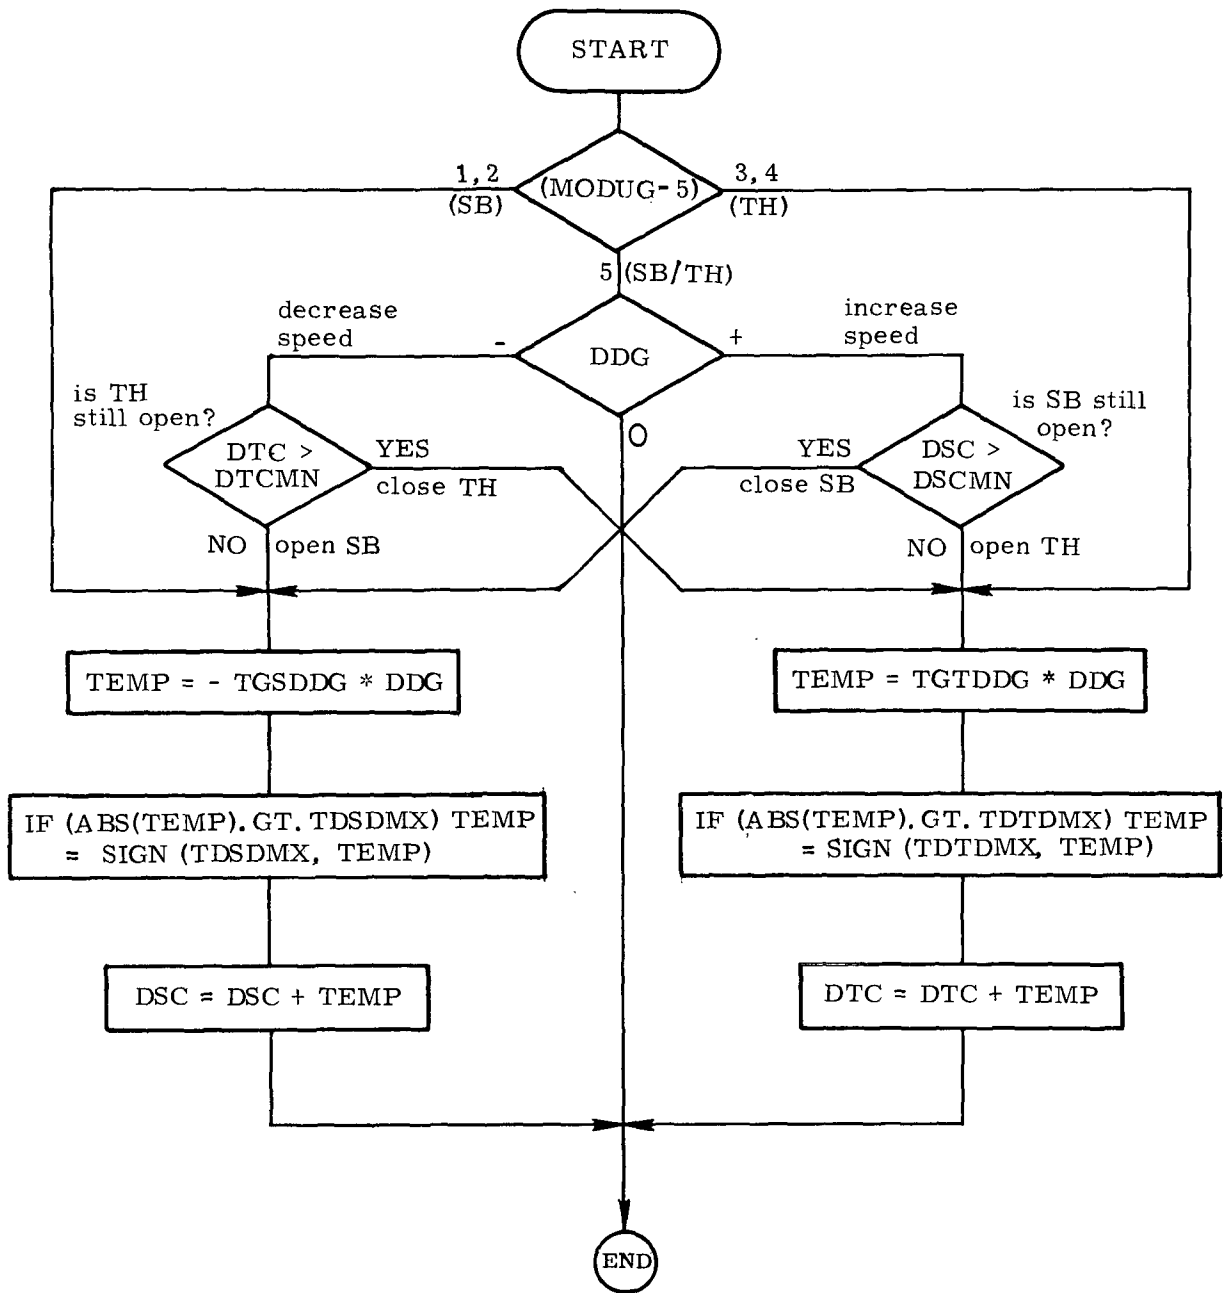 START
1, 2
(SB)
(MODUG-5)
3, 4
(TH)
5 (SB/TH)
decrease
speed
-
DDG
+
increase
speed
O
is TH
still open?
DTC >
DTCMN
YES
close TH
NO open SB
is SB still
open?
YES
close SB
DSC >
DSCMN
NO open TH
TEMP = - TGSDDG * DDG
TEMP = TGTDDG * DDG
IF (ABS(TEMP).GT. TDSDMX) TEMP
= SIGN (TDSDMX, TEMP)
IF (ABS(TEMP).GT. TDTDMX) TEMP
= SIGN (TDTDMX, TEMP)
DSC = DSC + TEMP
DTC = DTC + TEMP
END